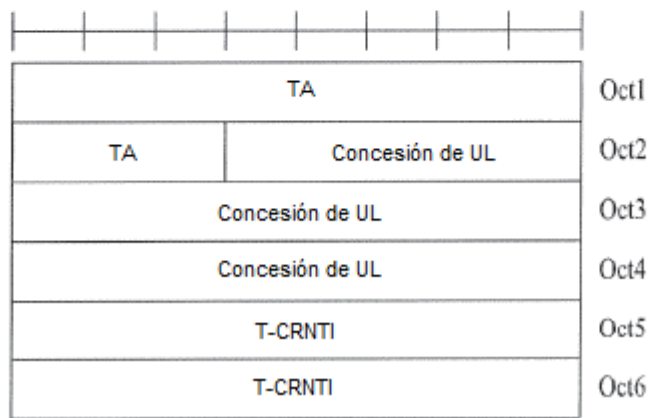 TA Oct1
TA Concesión de UL Oct2
Concesión de UL Oct3
Concesión de UL Oct4
T-CRNTI Oct5
T-CRNTI Oct6